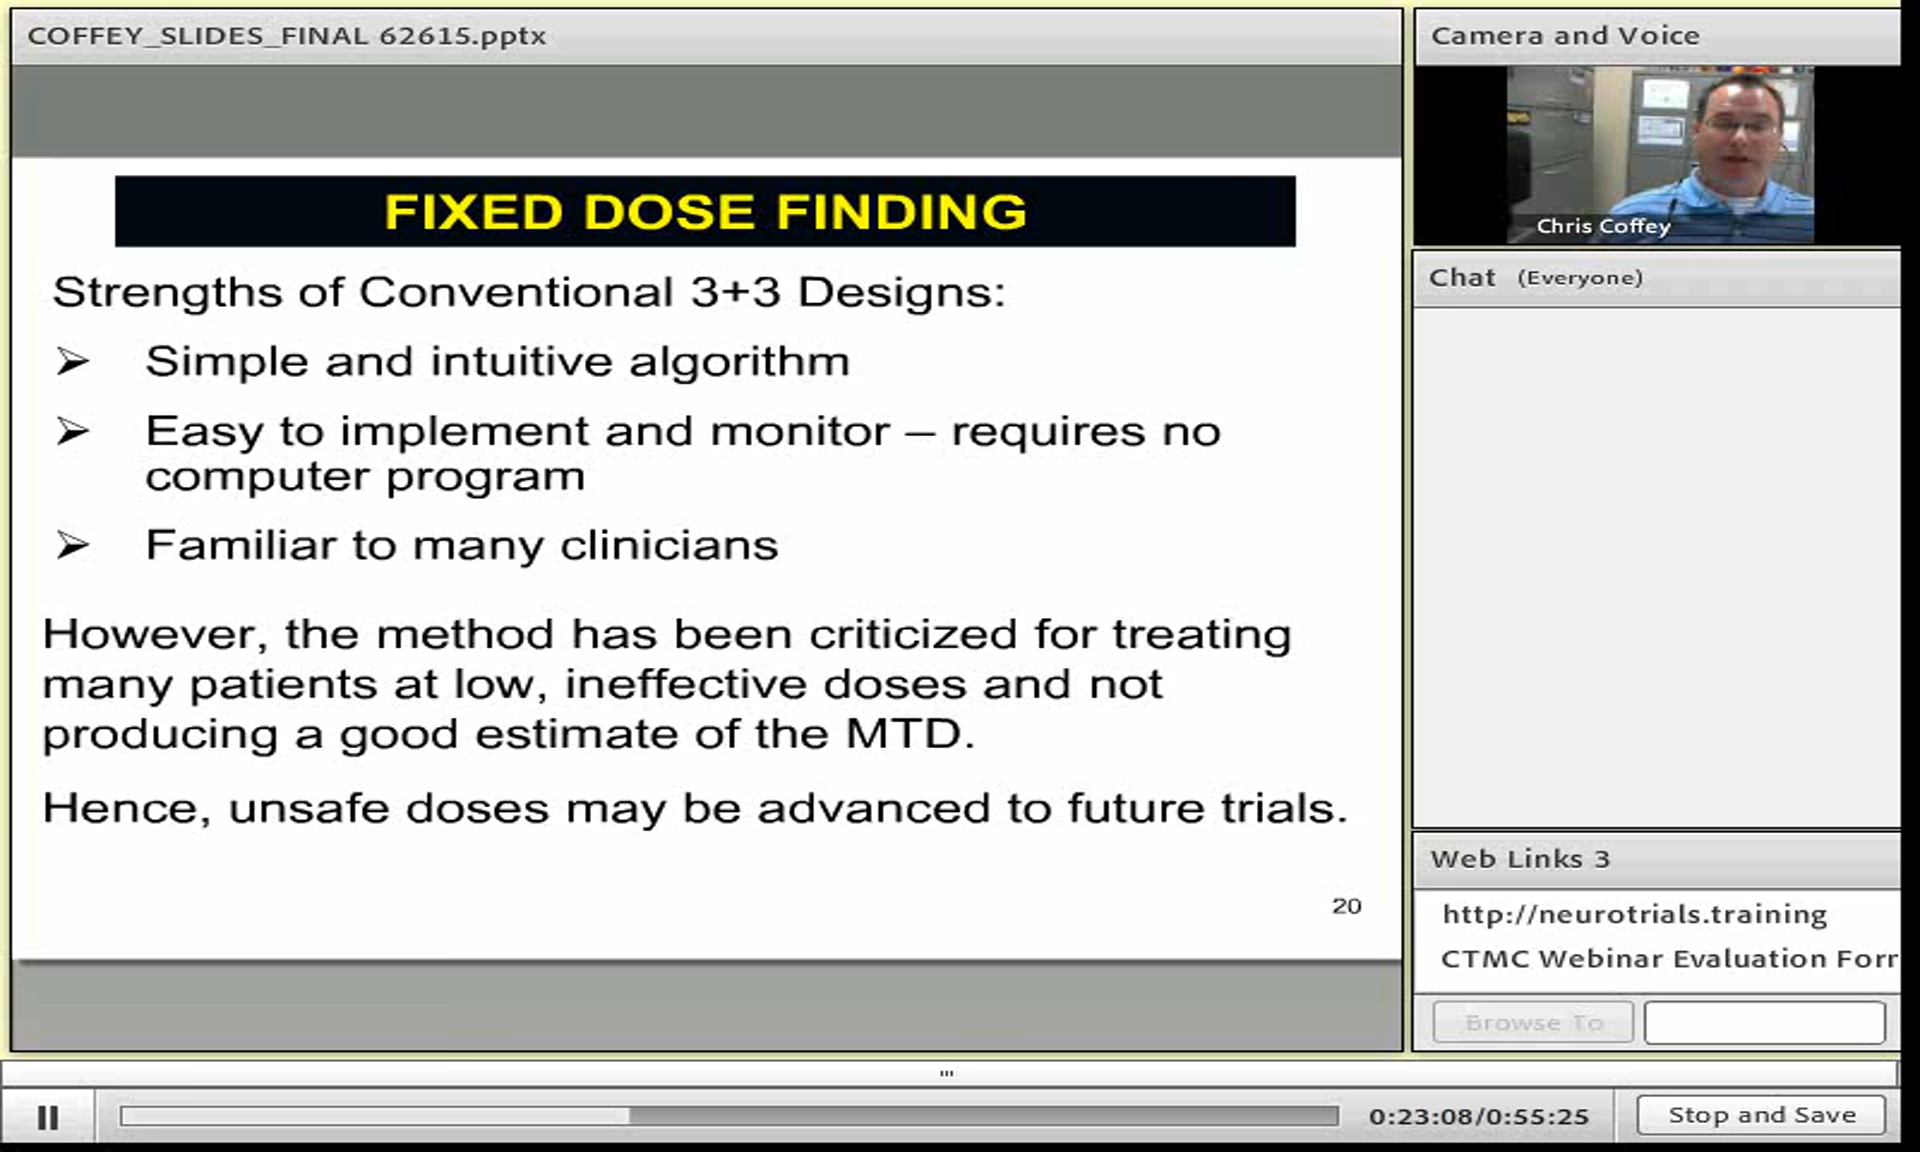 COFFEY_SLIDES_FINAL 62615.pptx
FIXED DOSE FINDING
Strengths of Conventional 3+3 Designs:
➢ Simple and intuitive algorithm
➢ Easy to implement and monitor – requires no
computer program
➢ Familiar to many clinicians
However, the method has been criticized for treating
many patients at low, ineffective doses and not
producing a good estimate of the MTD.
Hence, unsafe doses may be advanced to future trials.
20
Camera and Voice
Chris Coffey
Chat (Everyone)
Web Links 3
http://neurotrials.training
CTMC Webinar Evaluation Forr
Browse To
0:23:08/0:55:25
Stop and Save